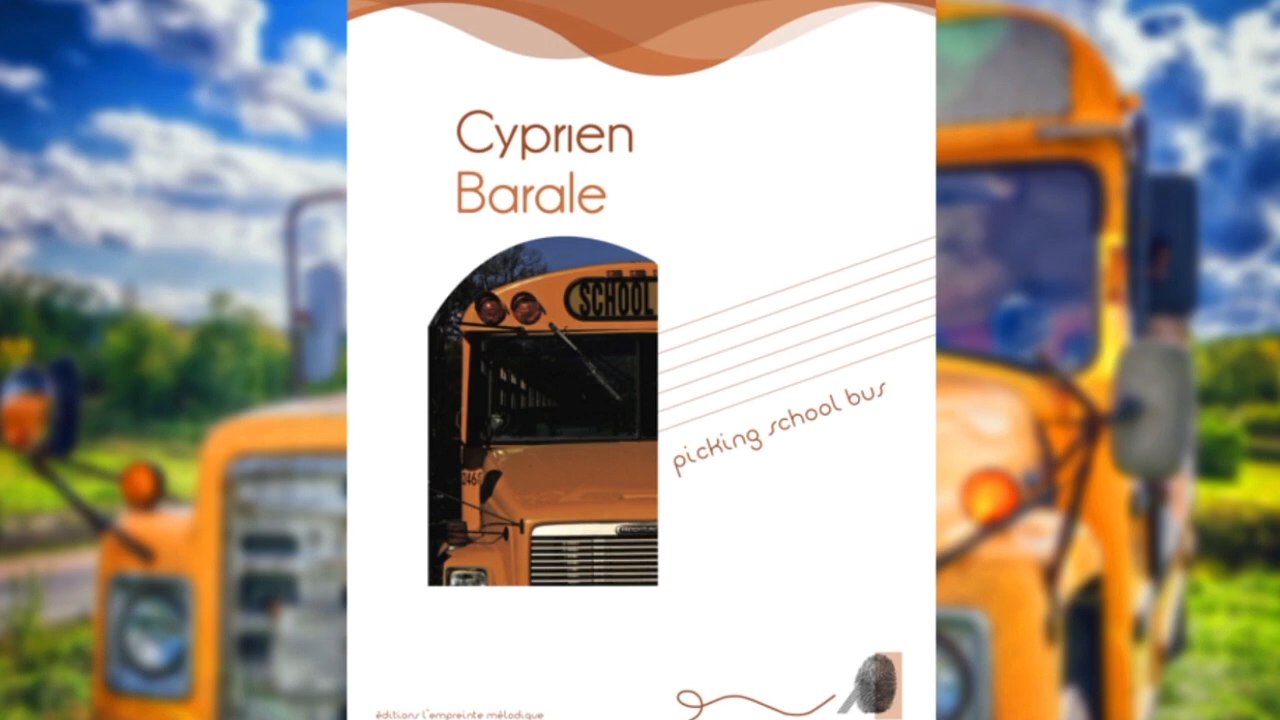 Cyprien
Barale
SCHOOL
picking school bus
éditions l'empreinte mélodique